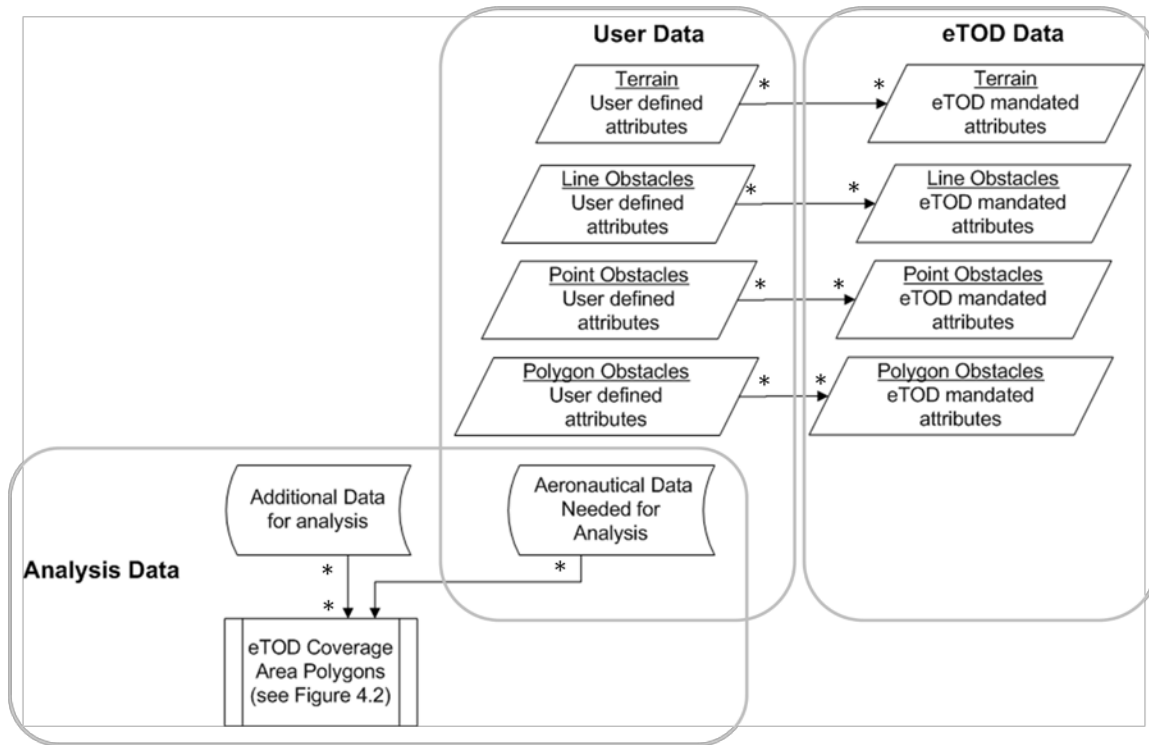 User Data
eTOD Data
Terrain
User defined
attributes
*
*
Terrain
eTOD mandated
attributes
Line Obstacles
User defined
attributes
*
*
Line Obstacles
eTOD mandated
attributes
Point Obstacles
User defined
attributes
*
*
Point Obstacles
eTOD mandated
attributes
Polygon Obstacles
User defined
attributes
*
*
Polygon Obstacles
eTOD mandated
attributes
Additional Data
for analysis
Aeronautical Data
Needed for
Analysis
Analysis Data
*
*
*
eTOD Coverage
Area Polygons
(see Figure 4.2)